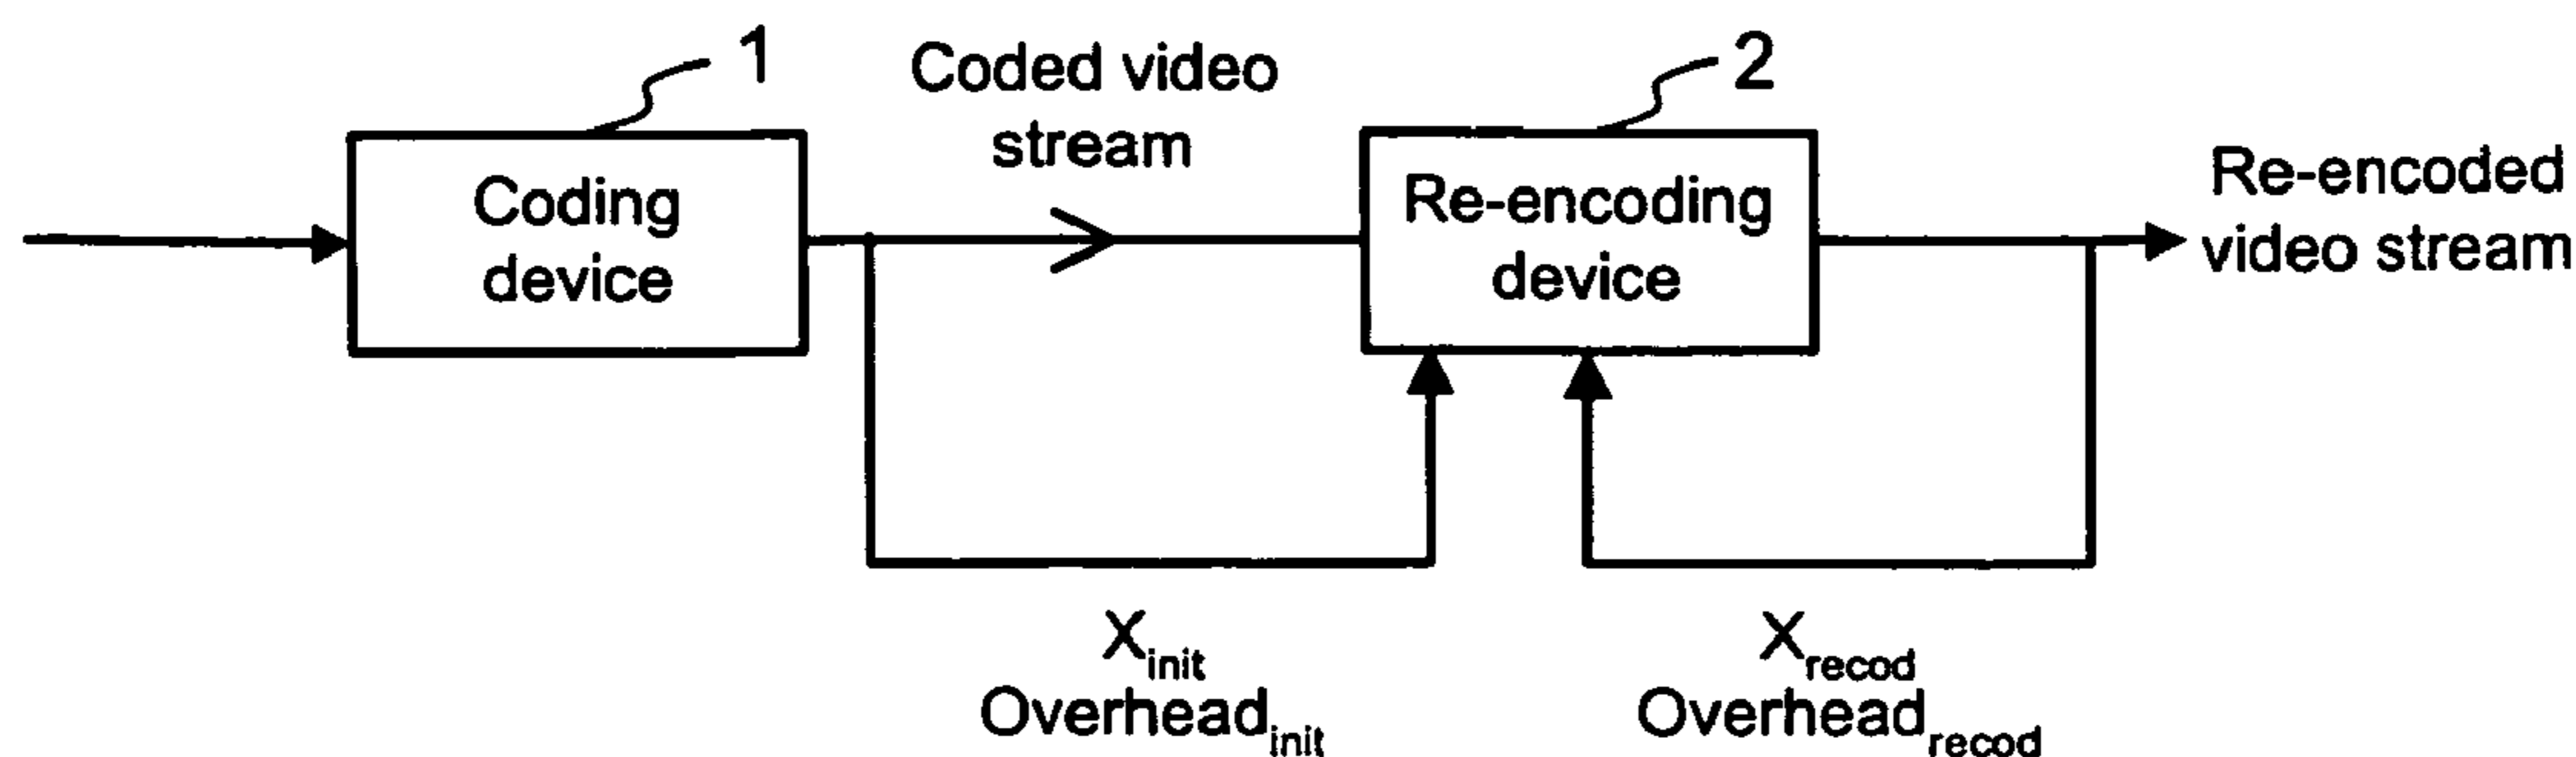 1
Coded video
stream
2
Coding
device
Re-encoding
device
Re-encoded
video stream
Xinit
Overheadinit
Xrecod
Overheadrecod